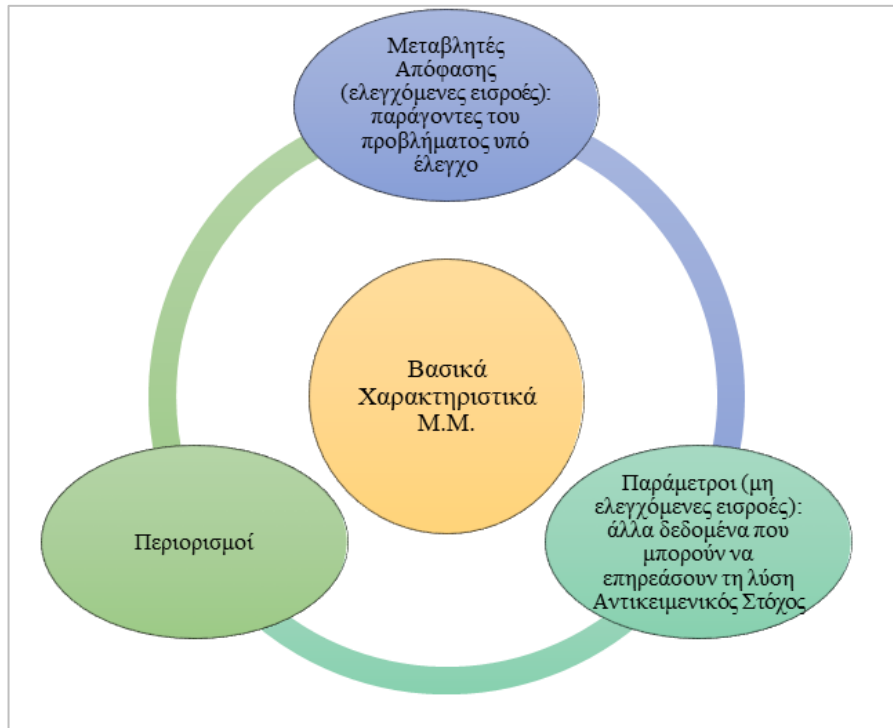 Μεταβλητές
Απόφασης
(ελεγχόμενες εισροές):
παράγοντες του
προβλήματος υπό
έλεγχο
Βασικά
Χαρακτηριστικά
Μ.Μ.
Παράμετροι (μη
ελεγχόμενες εισροές):
άλλα δεδομένα που
μπορούν να
επηρεάσουν τη λύση
Αντικειμενικός Στόχος
Περιορισμοί